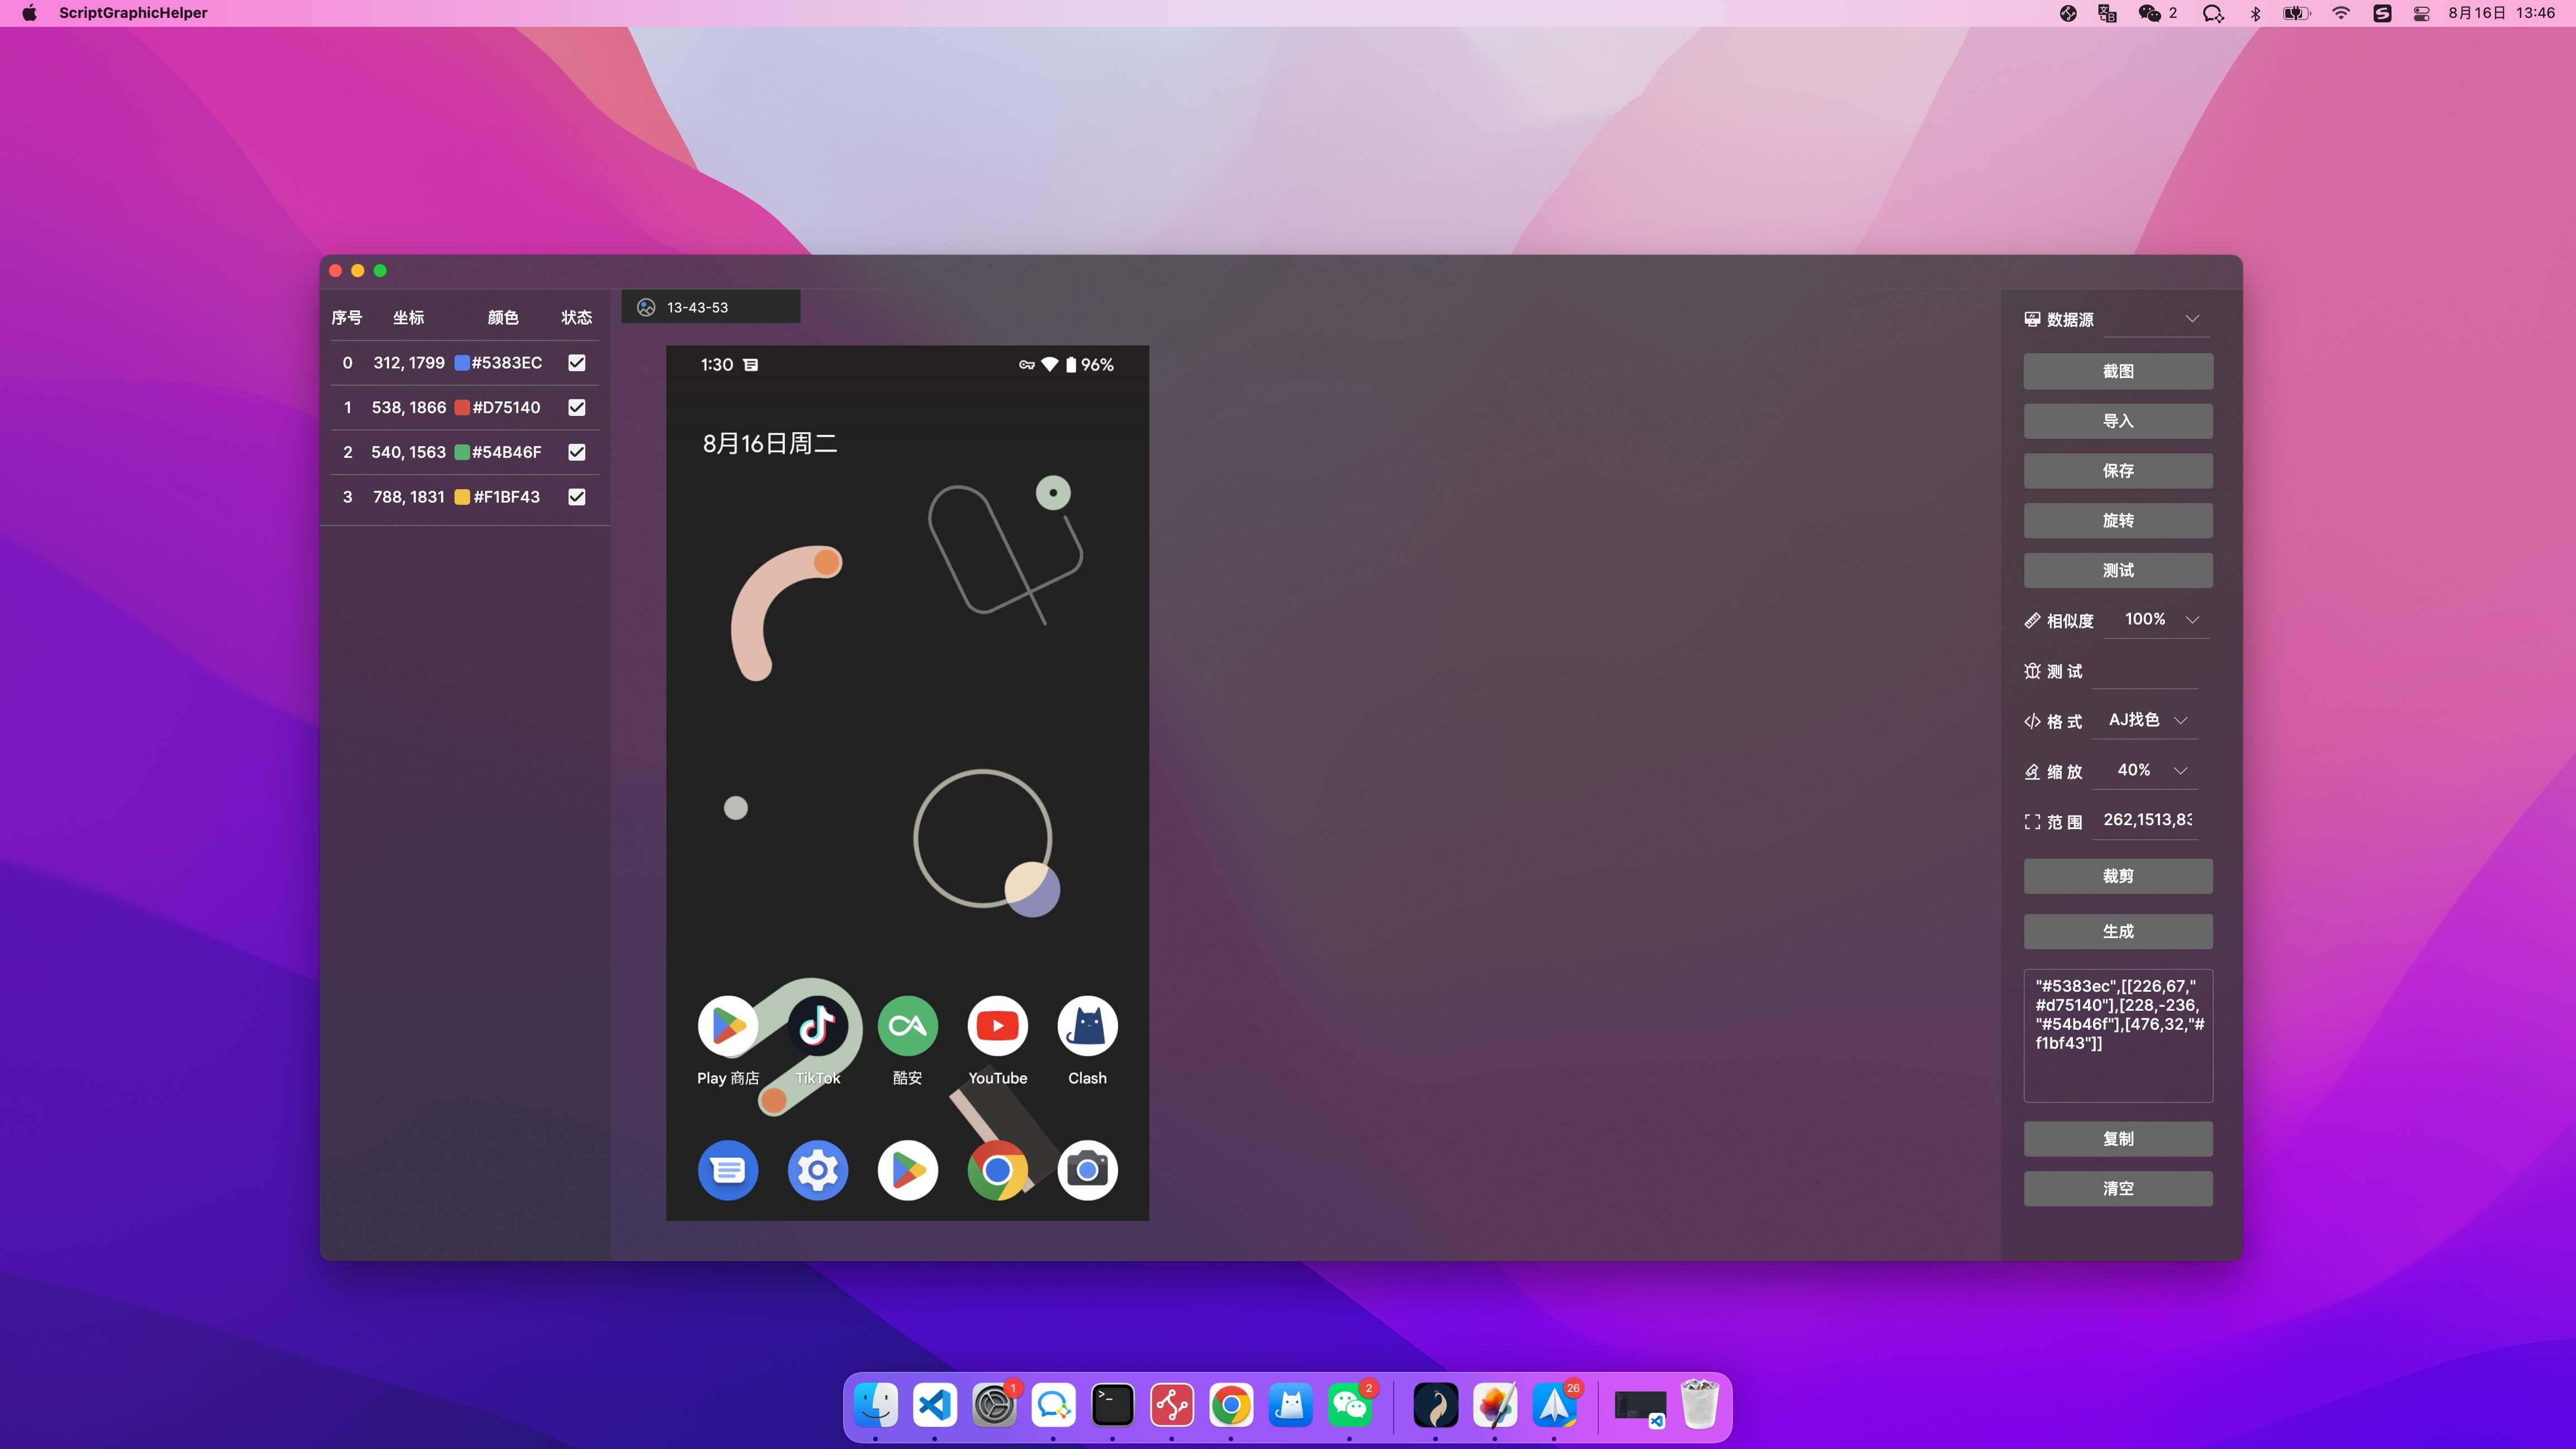 ScriptGraphicHelper
2
8月16日 13:46
序号 坐标 颜色 状态
0 312, 1799 #5383EC
1 538, 1866 #D75140
2 540, 1563 #54B46F
3 788, 1831 #F1BF43
13-43-53
1:30
96%
8月16日周二
Play 商店
TikTok
酷安
YouTube
Clash
数据源
截图
导入
保存
旋转
测试
相似度 100%
测 试
格 式 AJ找色
缩 放 40%
范 围 262,1513,83
裁剪
生成
"#5383ec",[[226,67,"
#d75140"],[228,-236,
"#54b46f"],[476,32,"#
f1bf43"]]
复制
清空
1
>_
2
26